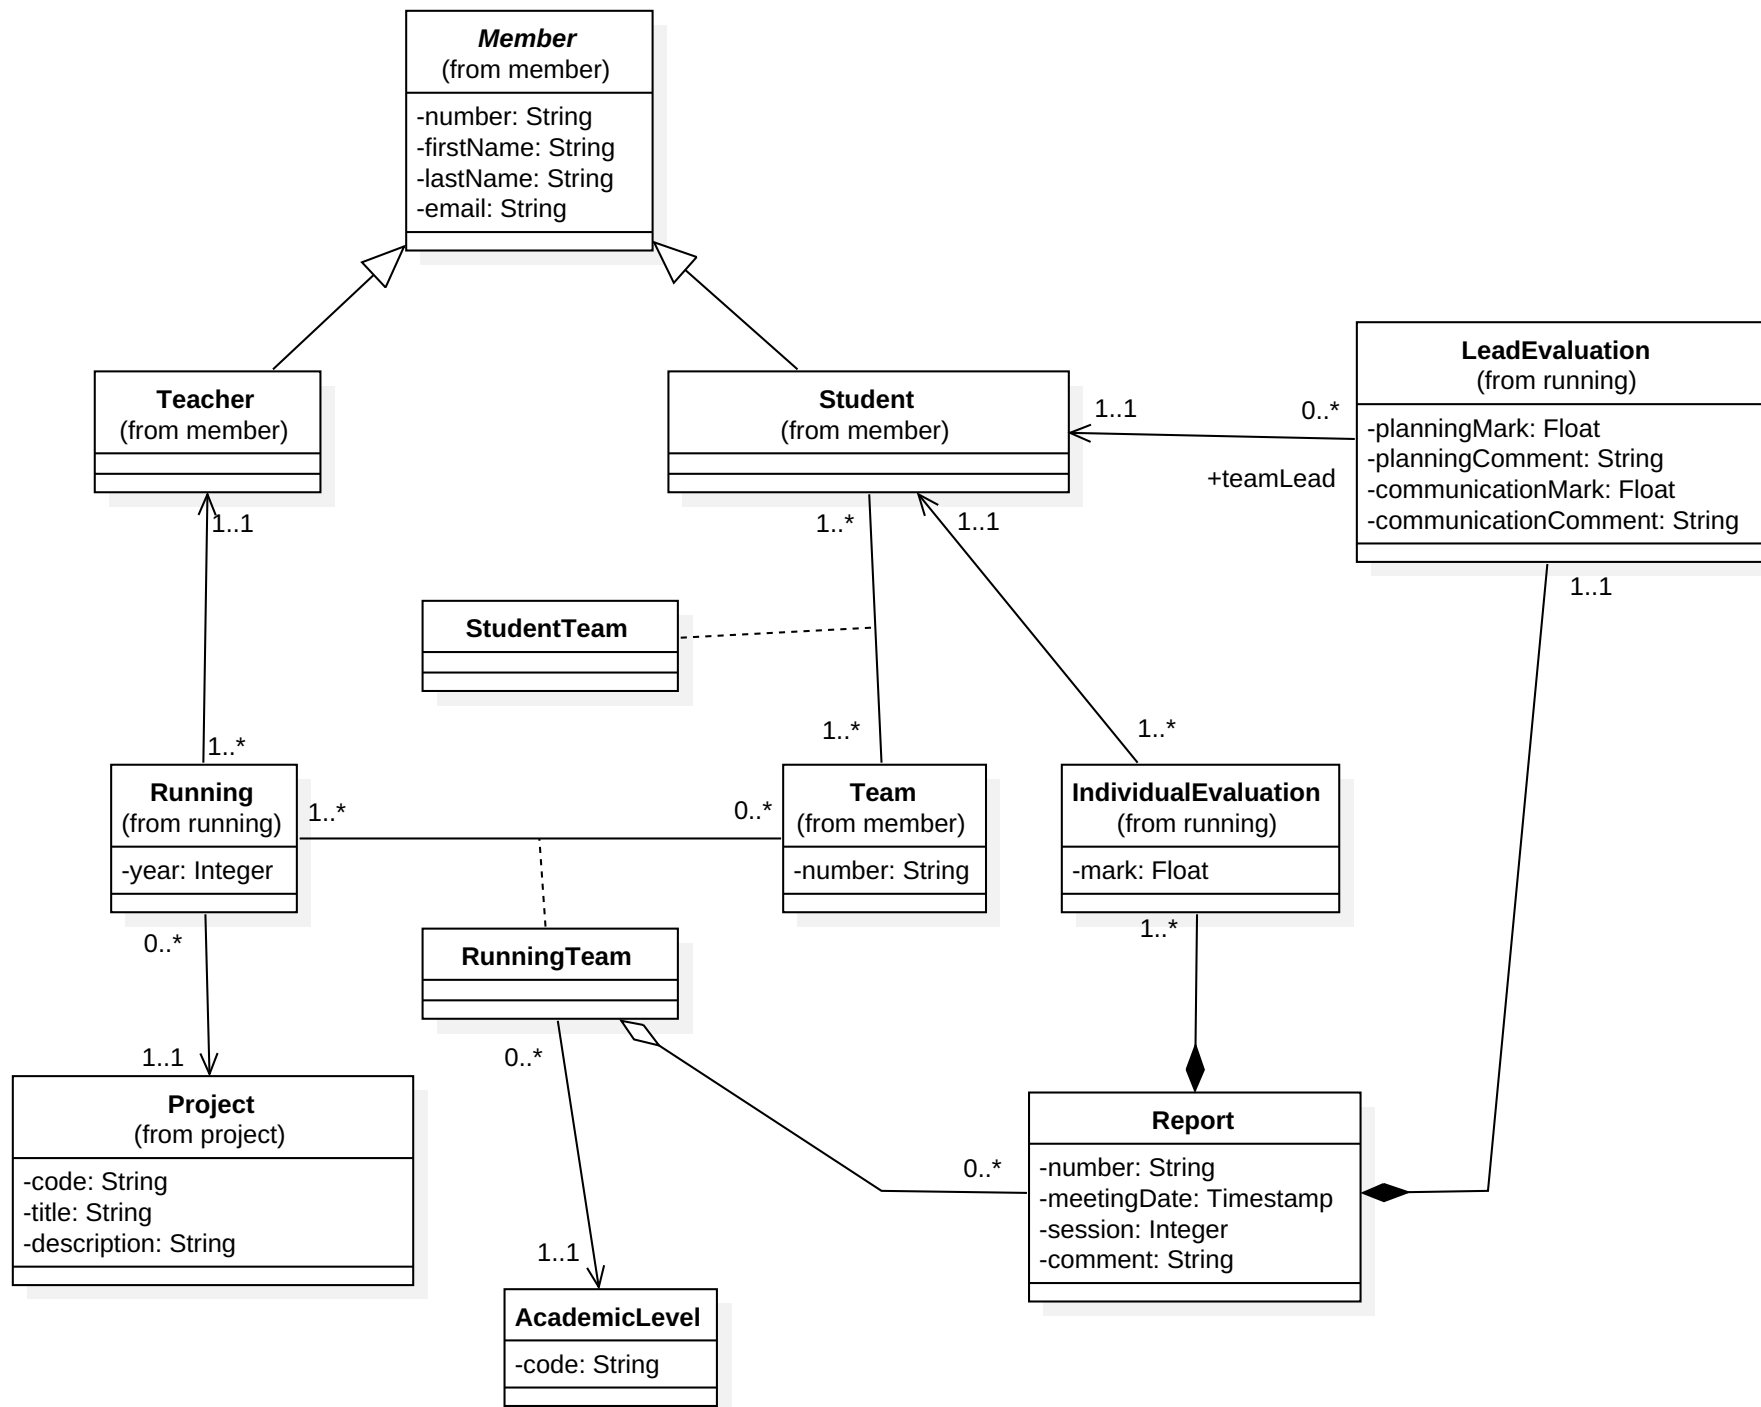 Member
(from member)
-number: String
-firstName: String
-lastName: String
-email: String
Teacher
(from member)
Student
(from member)
LeadEvaluation
(from running)
-planningMark: Float
-planningComment: String
-communicationMark: Float
-communicationComment: String
1..1
0..*
+teamLead
1..1
1..*
1..1
1..1
StudentTeam
1..*
1..*
1..*
Running
(from running)
-year: Integer
1..*
0..*
Team
(from member)
-number: String
IndividualEvaluation
(from running)
-mark: Float
0..*
1..*
RunningTeam
1..1
0..*
Project
(from project)
-code: String
-title: String
-description: String
0..*
Report
-number: String
-meetingDate: Timestamp
-session: Integer
-comment: String
1..1
AcademicLevel
-code: String